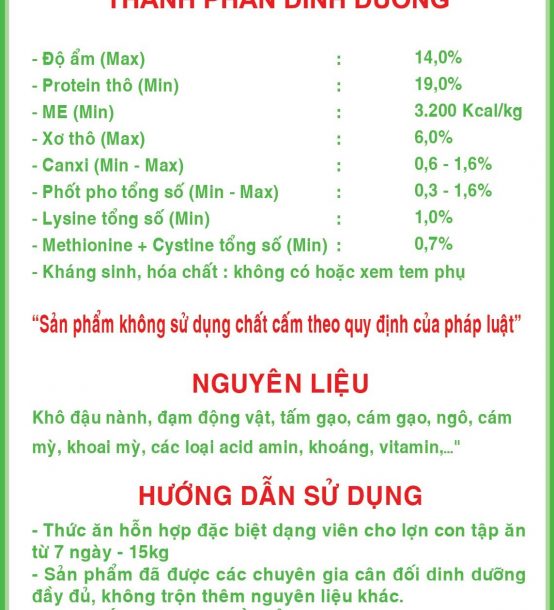 THÀNH PHẦN DINH DƯỠNG
- Độ ẩm (Max) : 14,0%
- Protein thô (Min) : 19,0%
- ME (Min) : 3.200 Kcal/kg
- Xơ thô (Max) : 6,0%
- Canxi (Min - Max) : 0,6 - 1,6%
- Phốt pho tổng số (Min - Max) : 0,3 - 1,6%
- Lysine tổng số (Min) : 1,0%
- Methionine + Cystine tổng số (Min) : 0,7%
- Kháng sinh, hóa chất : không có hoặc xem tem phụ
“Sản phẩm không sử dụng chất cấm theo quy định của pháp luật”
NGUYÊN LIỆU
Khô đậu nành, đạm động vật, tấm gạo, cám gạo, ngô, cám
mỳ, khoai mỳ, các loại acid amin, khoáng, vitamin,..."
HƯỚNG DẪN SỬ DỤNG
- Thức ăn hỗn hợp đặc biệt dạng viên cho lợn con tập ăn
từ 7 ngày - 15kg
- Sản phẩm đã được các chuyên gia cân đối dinh dưỡng
đầy đủ, không trộn thêm nguyên liệu khác.